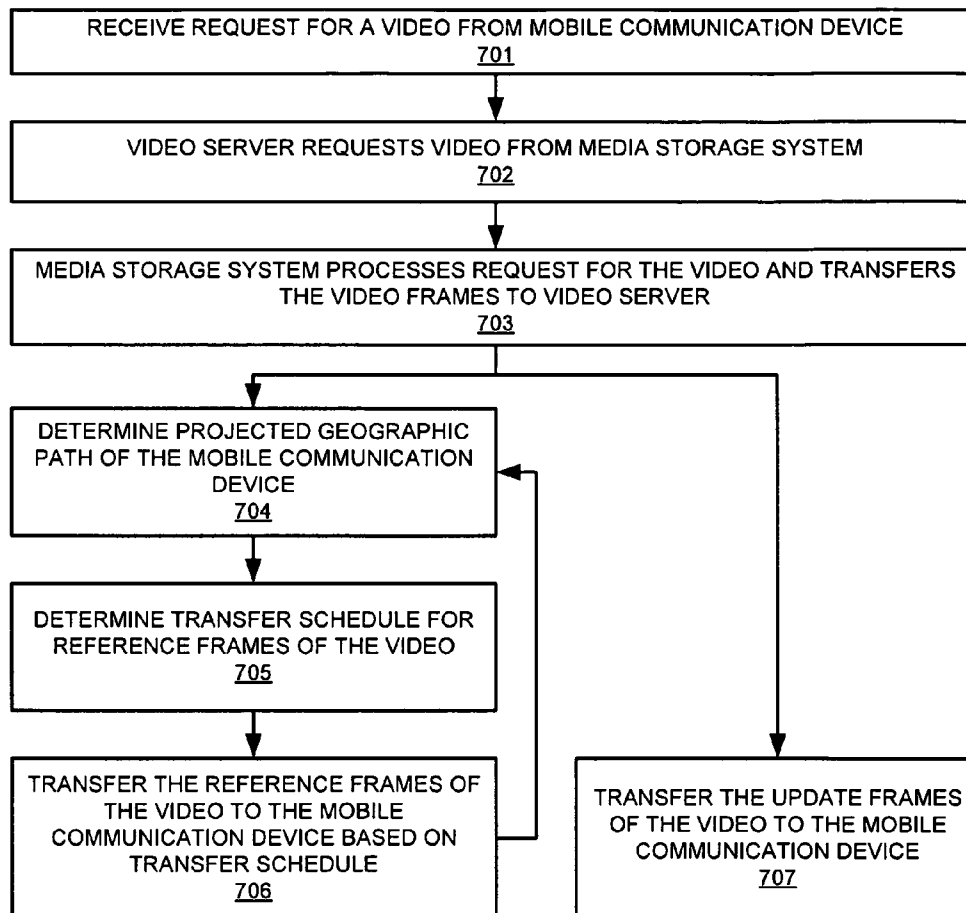 RECEIVE REQUEST FOR A VIDEO FROM MOBILE COMMUNICATION DEVICE
701
VIDEO SERVER REQUESTS VIDEO FROM MEDIA STORAGE SYSTEM
702
MEDIA STORAGE SYSTEM PROCESSES REQUEST FOR THE VIDEO AND TRANSFERS
THE VIDEO FRAMES TO VIDEO SERVER
703
DETERMINE PROJECTED GEOGRAPHIC
PATH OF THE MOBILE COMMUNICATION
DEVICE
704
DETERMINE TRANSFER SCHEDULE FOR
REFERENCE FRAMES OF THE VIDEO
705
TRANSFER THE REFERENCE FRAMES OF
THE VIDEO TO THE MOBILE
COMMUNICATION DEVICE BASED ON
TRANSFER SCHEDULE
706
TRANSFER THE UPDATE FRAMES
OF THE VIDEO TO THE MOBILE
COMMUNICATION DEVICE
707